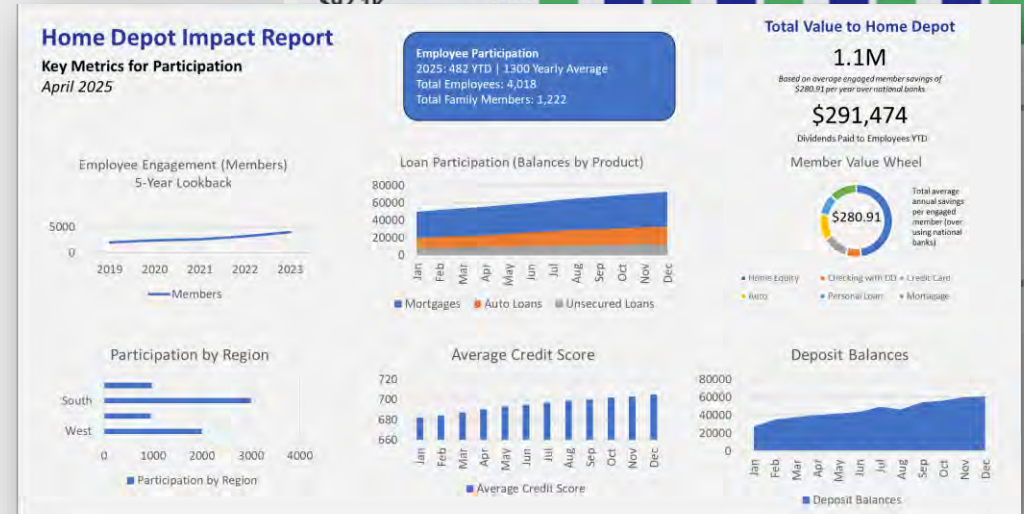 $92.1K
Home Depot Impact Report
Key Metrics for Participation
April 2025
Employee Participation
2025: 482 YTD | 1300 Yearly Average
Total Employees: 4,018
Total Family Members: 1,222
Total Value to Home Depot
1.1M
Based on average engaged member savings of
$280.91 per year over national banks
$291,474
Dividends Paid to Employees YTD
Employee Engagement (Members)
5-Year Lookback
5000
0
2019 2020 2021 2022 2023
Members
Loan Participation (Balances by Product)
80000
60000
40000
20000
0
Jan Feb Mar Apr May Jun Jul Aug Sep Oct Nov Dec
Mortgages Auto Loans Unsecured Loans
Member Value Wheel
$280.91
Total average
annual savings
per engaged
member (over
using national
banks)
Home Equity Checking with DD Credit Card
Auto Personal Loan Mortagage
Participation by Region
South
West
0 1000 2000 3000 4000
Participation by Region
Average Credit Score
720
700
680
660
Jan Feb Mar Apr May Jun Jul Aug Sep Oct Nov Dec
Average Credit Score
Deposit Balances
80000
60000
40000
20000
0
Jan Feb Mar Apr May Jun Jul Aug Sep Oct Nov Dec
Deposit Balances